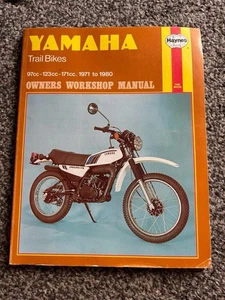 YAMAHA
Haynes
Trail Bikes
97cc·123cc·171cc. 1971 to 1980
OWNERS WORKSHOP MANUAL